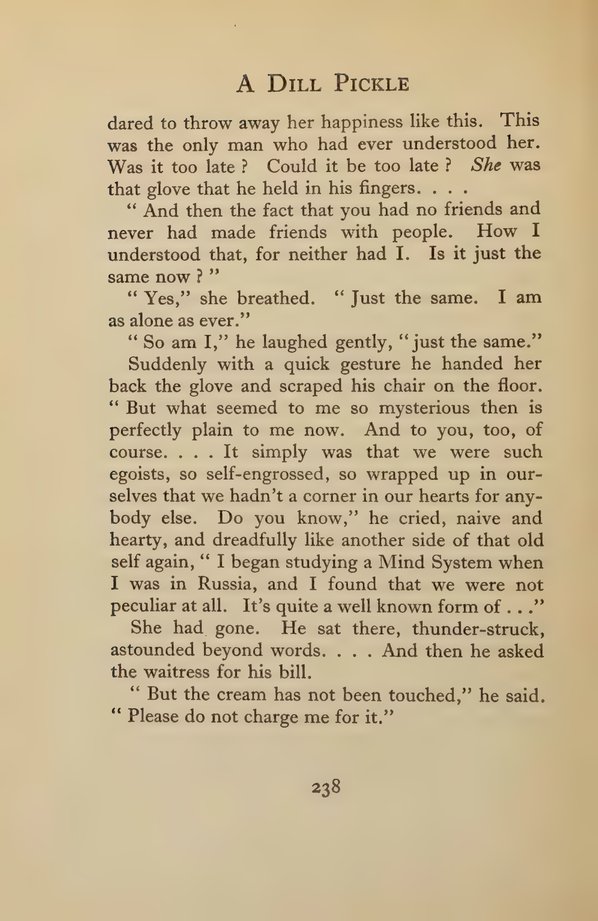 A DILL PICKLE
dared to throw away her happiness like this. This
was the only man who had ever understood her.
Was it too late ? Could it be too late ? She was
that glove that he held in his fingers. . . .
“ And then the fact that you had no friends and
never had made friends with people. How I
understood that, for neither had I. Is it just the
same now ? ”
“ Yes,” she breathed. “ Just the same. I am
as alone as ever.”
“ So am I,” he laughed gently, “ just the same.”
Suddenly with a quick gesture he handed her
back the glove and scraped his chair on the floor.
“ But what seemed to me so mysterious then is
perfectly plain to me now. And to you, too, of
course. . . . It simply was that we were such
egoists, so self-engrossed, so wrapped up in our-
selves that we hadn’t a corner in our hearts for any-
body else. Do you know,” he cried, naive and
hearty, and dreadfully like another side of that old
self again, “ I began studying a Mind System when
I was in Russia, and I found that we were not
peculiar at all. It’s quite a well known form of . . .”
She had gone. He sat there, thunder-struck,
astounded beyond words. . . . And then he asked
the waitress for his bill.
“ But the cream has not been touched,” he said.
“ Please do not charge me for it.”
238